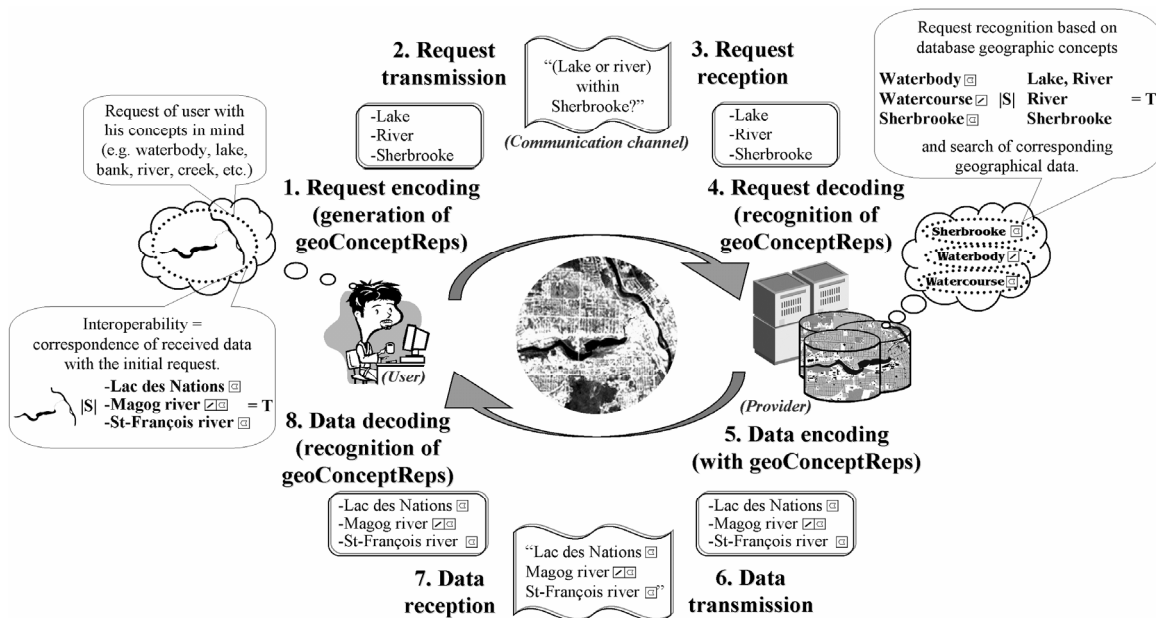 2. Request
transmission
"(Lake or river)
within
Sherbrooke?"
(Communication channel)
3. Request
reception
Request recognition based on
database geographic concepts
Waterbody
Watercourse
Sherbrooke
|S|
Lake, River
River
Sherbrooke
= T
and search of corresponding
geographical data.
Request of user with
his concepts in mind
(e.g. waterbody, lake,
bank, river, creek, etc.)
-Lake
-River
-Sherbrooke
-Lake
-River
-Sherbrooke
1. Request encoding
(generation of
geoConceptReps)
4. Request decoding
(recognition of
geoConceptReps)
Sherbrooke
Waterbody
Watercourse
Interoperability =
correspondence of received data
with the initial request.
|S|
-Lac des Nations
-Magog river
-St-François river
= T
(User)
(Provider)
8. Data decoding
(recognition of
geoConceptReps)
5. Data encoding
(with geoConceptReps)
-Lac des Nations
-Magog river
-St-François river
"Lac des Nations
Magog river
St-François river "
-Lac des Nations
-Magog river
-St-François river
7. Data
reception
6. Data
transmission